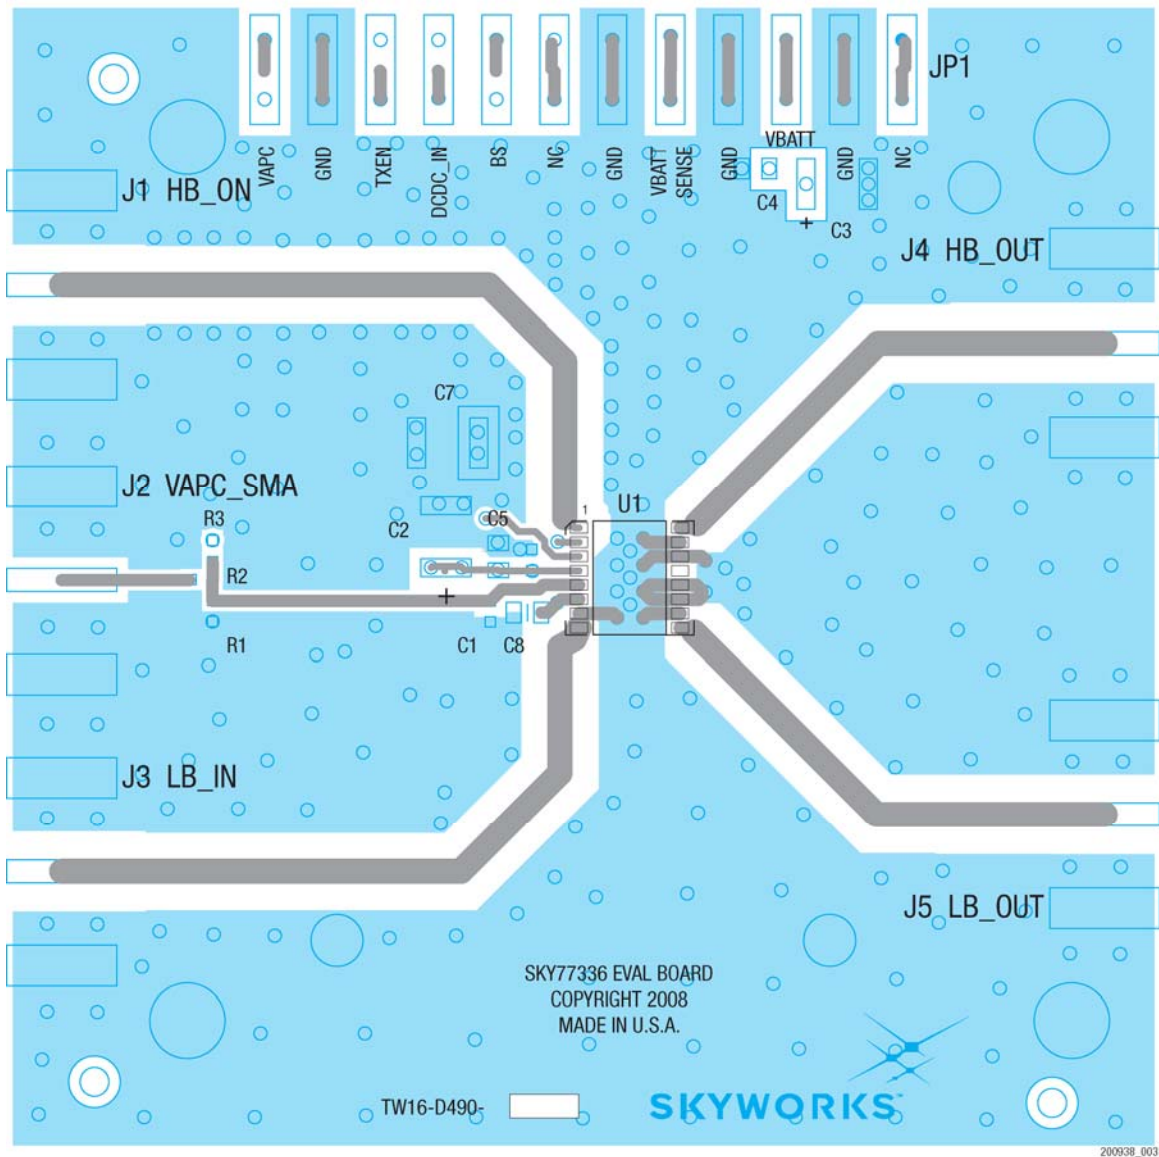 JP1
VAPC
GND
TXEN
DCDC_IN
BS
NC
GND
VBATT
SENSE
GND
VBATT
GND
NC
C4
C3
+
J1 HB_ON
J4 HB_OUT
C7
J2 VAPC_SMA
R3
C2
C5
1
U1
R2
+
R1
C1
C8
J3 LB_IN
J5 LB_OUT
SKY77336 EVAL BOARD
COPYRIGHT 2008
MADE IN U.S.A.
TW16-D490-
SKYWORKS™
200938_003